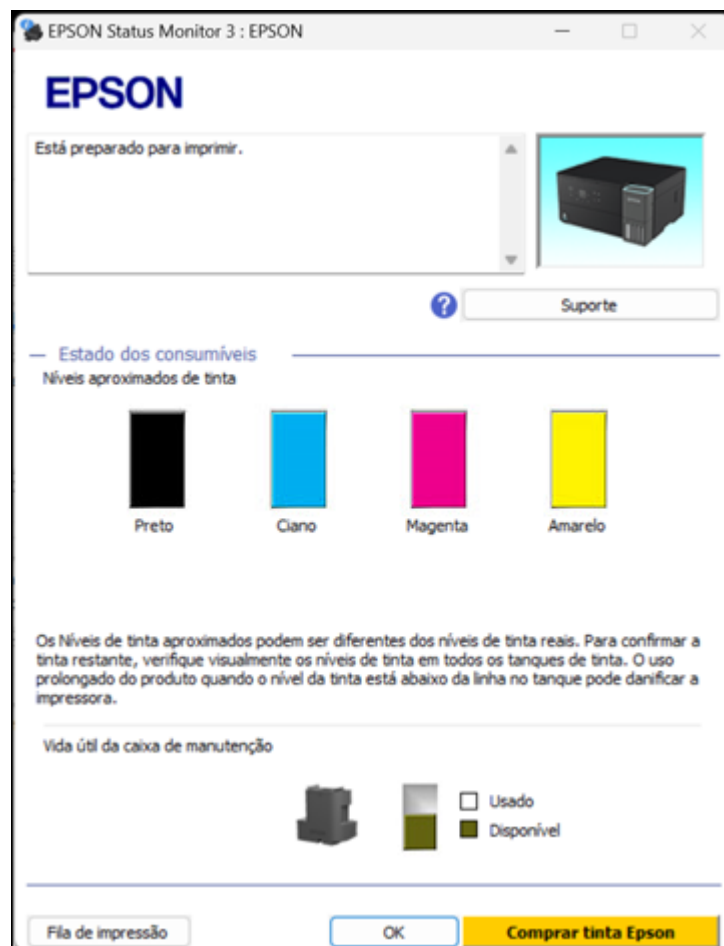 EPSON Status Monitor 3 : EPSON
EPSON
Está preparado para imprimir.
Suporte
Estado dos consumíveis
Níveis aproximados de tinta
Preto
Ciano
Magenta
Amarelo
Os Níveis de tinta aproximados podem ser diferentes dos níveis de tinta reais. Para confirmar a
tinta restante, verifique visualmente os níveis de tinta em todos os tanques de tinta. O uso
prolongado do produto quando o nível da tinta está abaixo da linha no tanque pode danificar a
impressora.
Vida útil da caixa de manutenção
Usado
Disponível
Fila de impressão
OK
Comprar tinta Epson